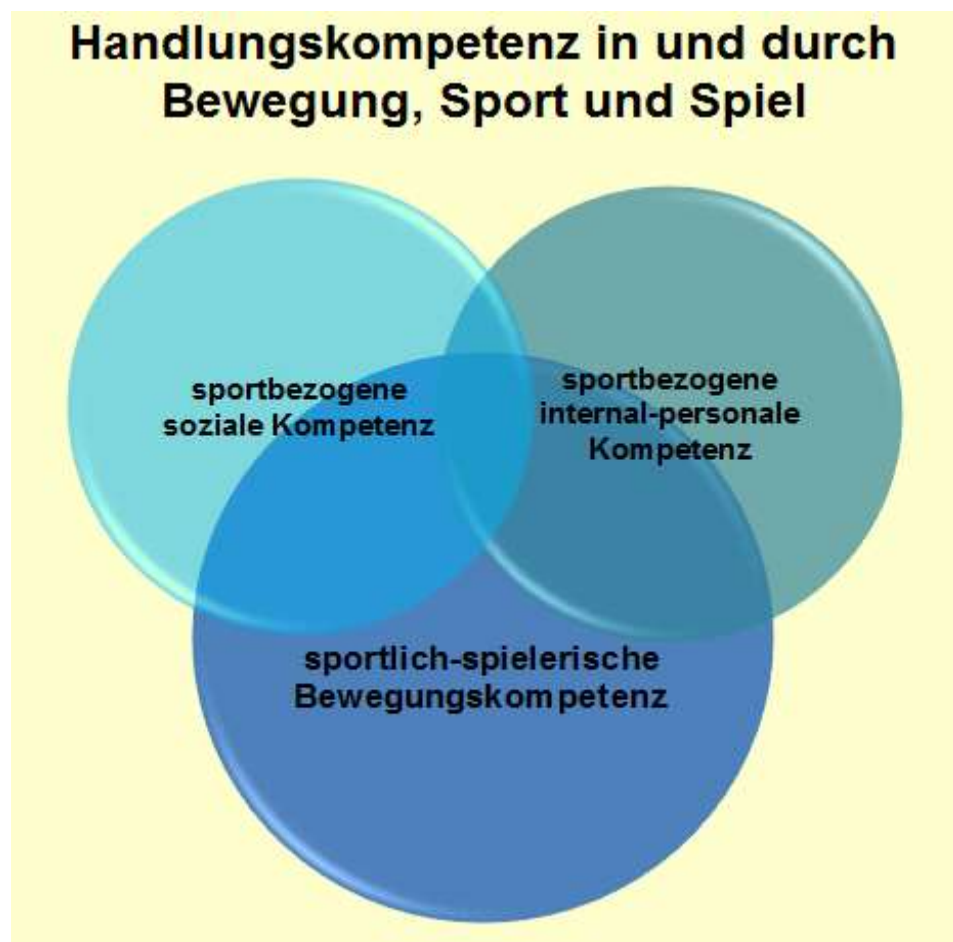 Handlungskompetenz in und durch
Bewegung, Sport und Spiel
sportbezogene
soziale Kompetenz
sportbezogene
internal-personale
Kompetenz
sportlich-spielerische
Bewegungskompetenz